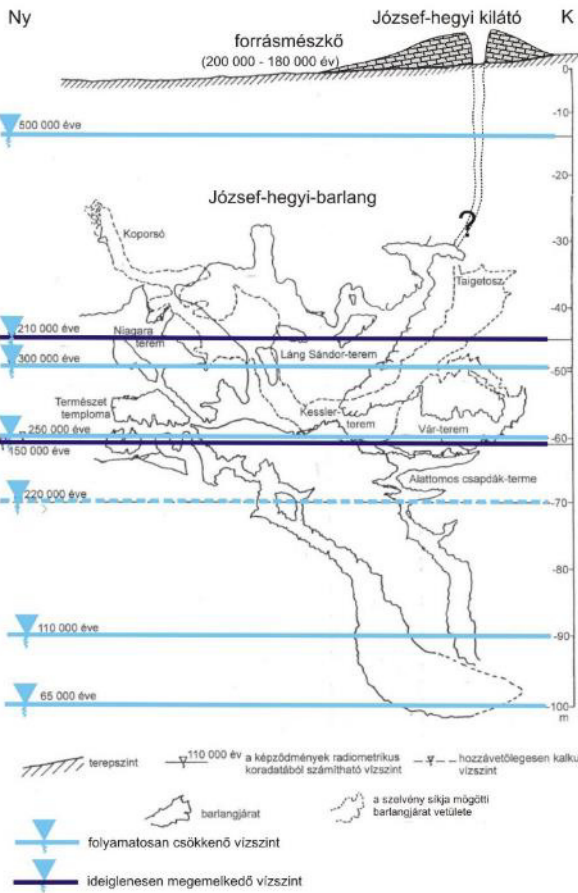 Ny
József-hegyi kilátó
K
forrásmészkő
(200 000 - 180 000 év)
0
-10
500 000 éve
-20
József-hegyi-barlang
Koporsó
?
-30
Taigetosz
-40
210 000 éve
Niagara
terem
Láng Sándor-terem
300 000 éve
-50
Természet
temploma
Kessler-
terem
Vár-terem
250 000 éve
-60
150 000 éve
Alattomos csapdák-terme
220 000 éve
-70
-80
110 000 éve
-90
65 000 éve
-100
m
terepszint
110 000 év
a képződmények radiometrikus
koradatából számítható vízszint
?
hozzávetőlegesen kalku
vízszint
barlangjárat
a szelvény síkja mögötti
barlangjárat vetülete
folyamatosan csökkenő vízszint
ideiglenesen megemelkedő vízszint